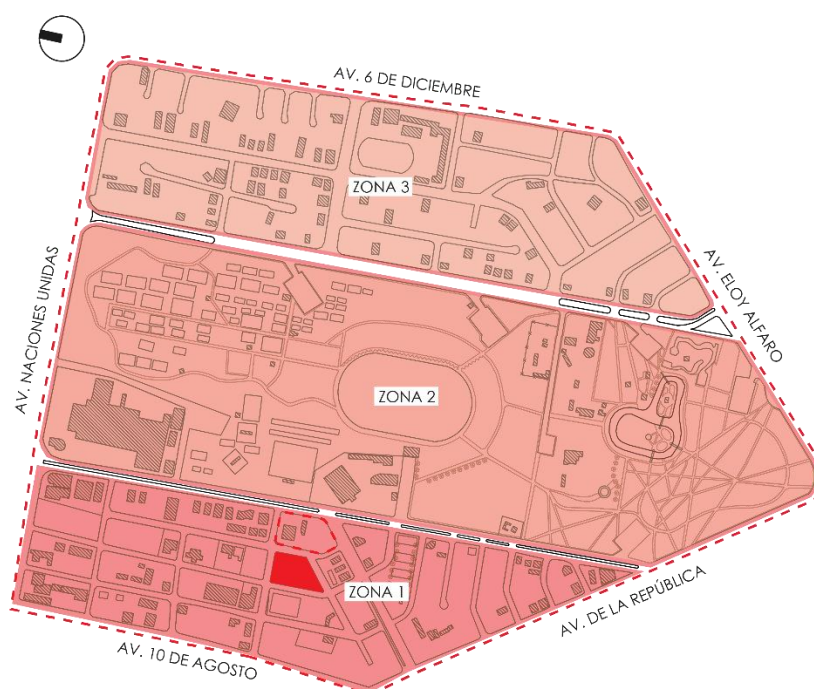 AV. 6 DE DICIEMBRE
ZONA 3
AV. NACIONES UNIDAS
AV. ELOY ALFARO
ZONA 2
ZONA 1
AV. DE LA REPÚBLICA
AV. 10 DE AGOSTO